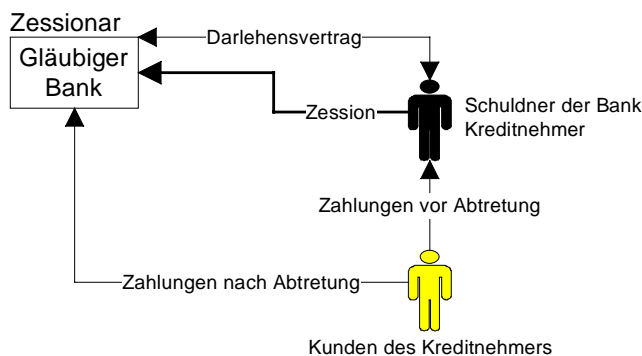 Zessionar
Gläubiger
Bank
Darlehensvertrag
Zession
Schuldner der Bank
Kreditnehmer
Zahlungen vor Abtretung
Zahlungen nach Abtretung
Kunden des Kreditnehmers